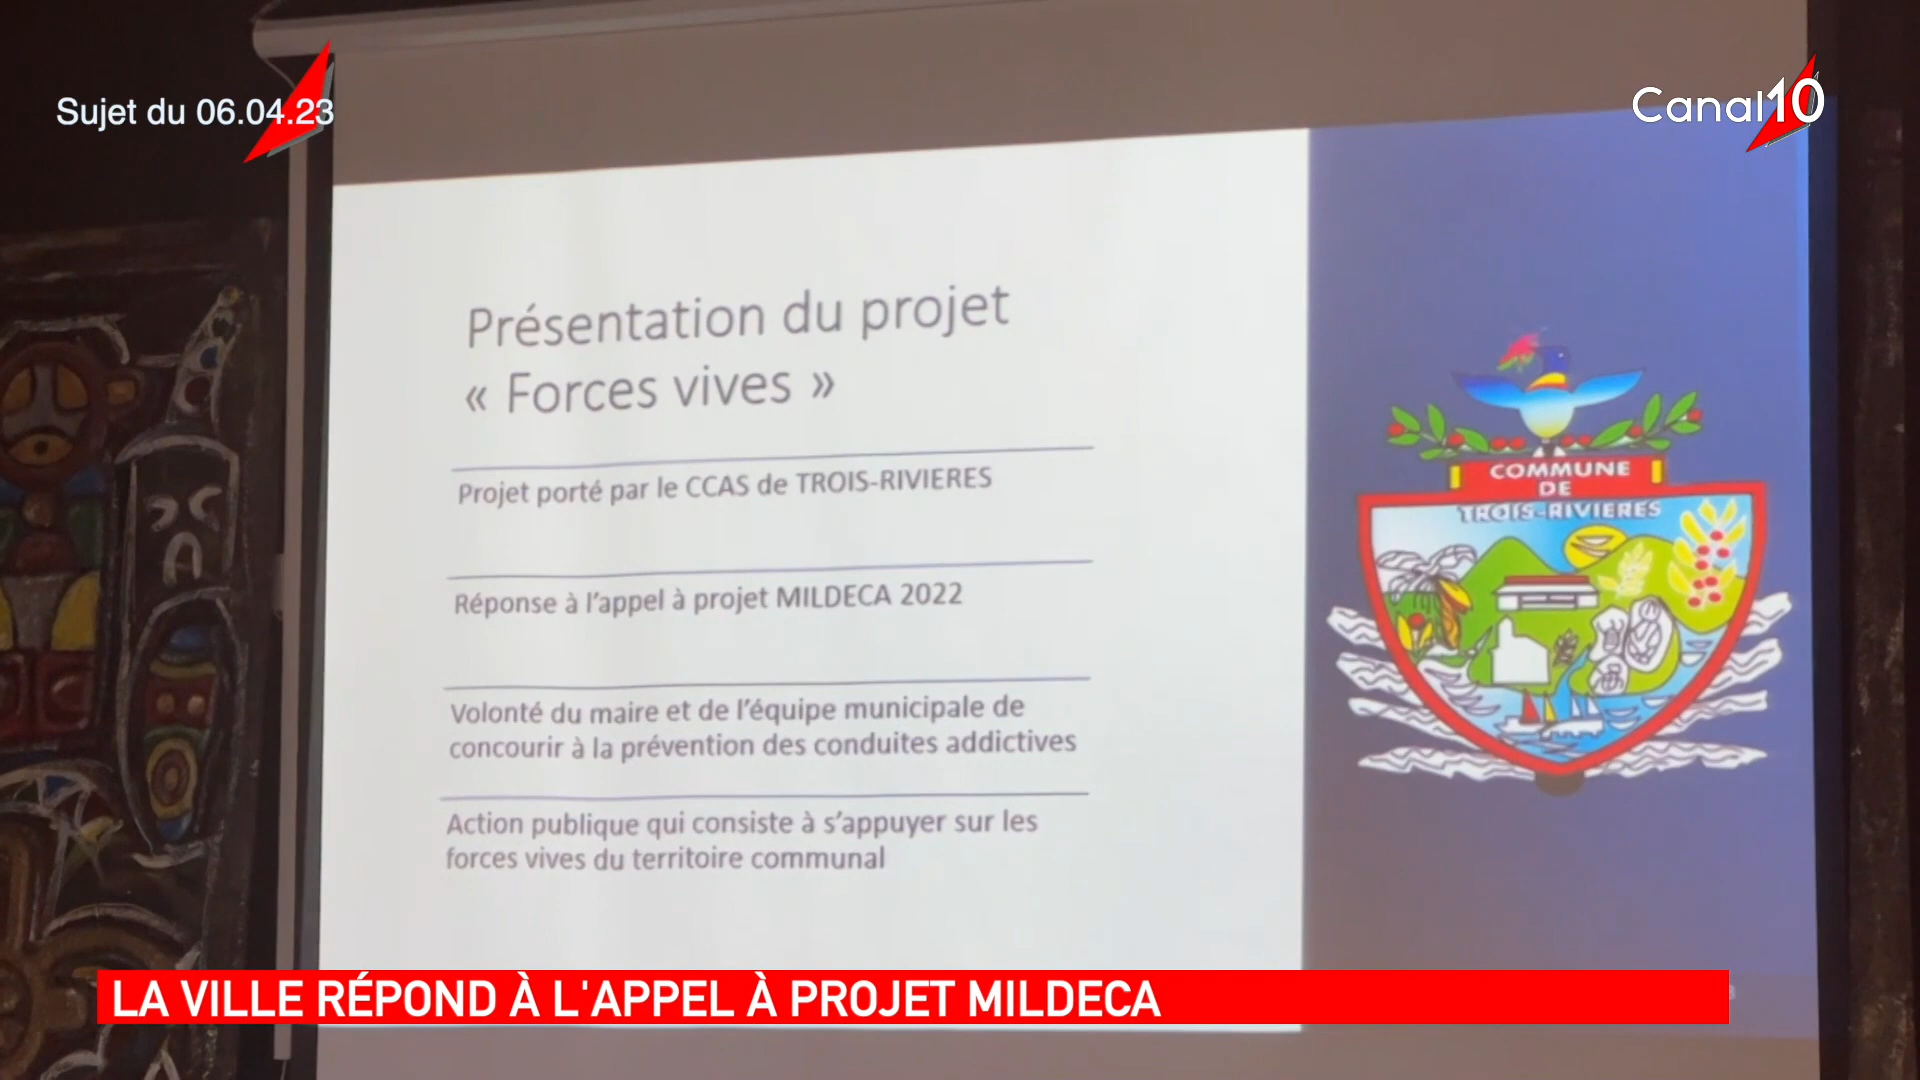 Sujet du 06.04.23
Canal10
Présentation du projet
« Forces vives »
Projet porté par le CCAS de TROIS-RIVIERES
Réponse à l'appel à projet MILDECA 2022
Volonté du maire et de l'équipe municipale de
concourir à la prévention des conduites addictives
Action publique qui consiste à s'appuyer sur les
forces vives du territoire communal
COMMUNE
DE
TROIS-RIVIERES
LA VILLE RÉPOND À L'APPEL À PROJET MILDECA